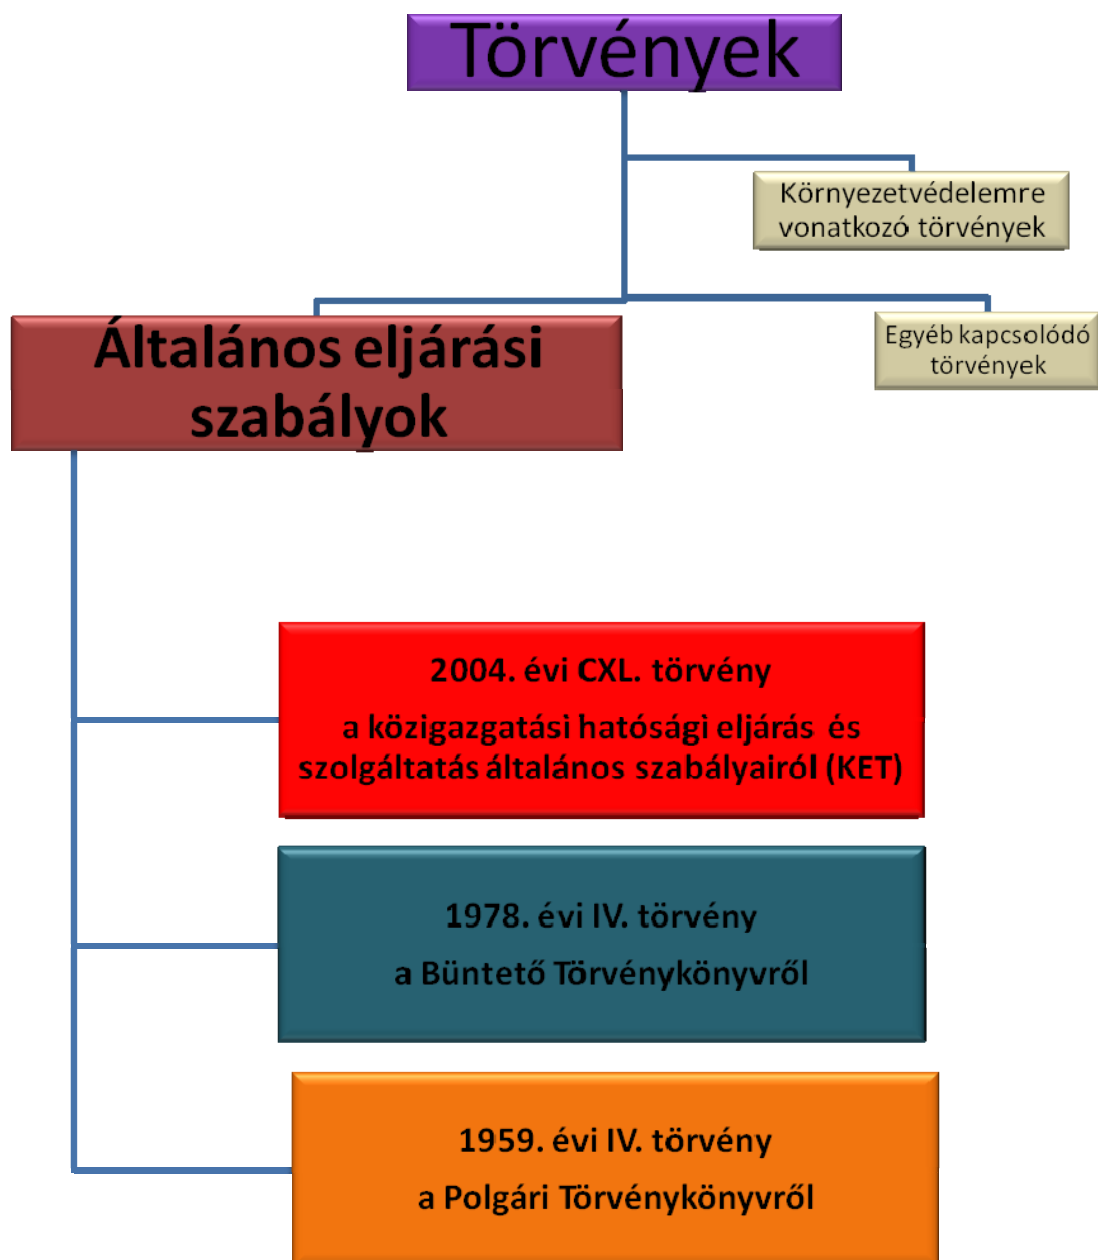 Törvények
Környezetvédelemre
vonatkozó törvények
Általános eljárási
szabályok
Egyéb kapcsolódó
törvények
2004. évi CXL. törvény
a közigazgatási hatósági eljárás és
szolgáltatás általános szabályairól (KET)
1978. évi IV. törvény
a Büntető Törvénykönyvről
1959. évi IV. törvény
a Polgári Törvénykönyvről